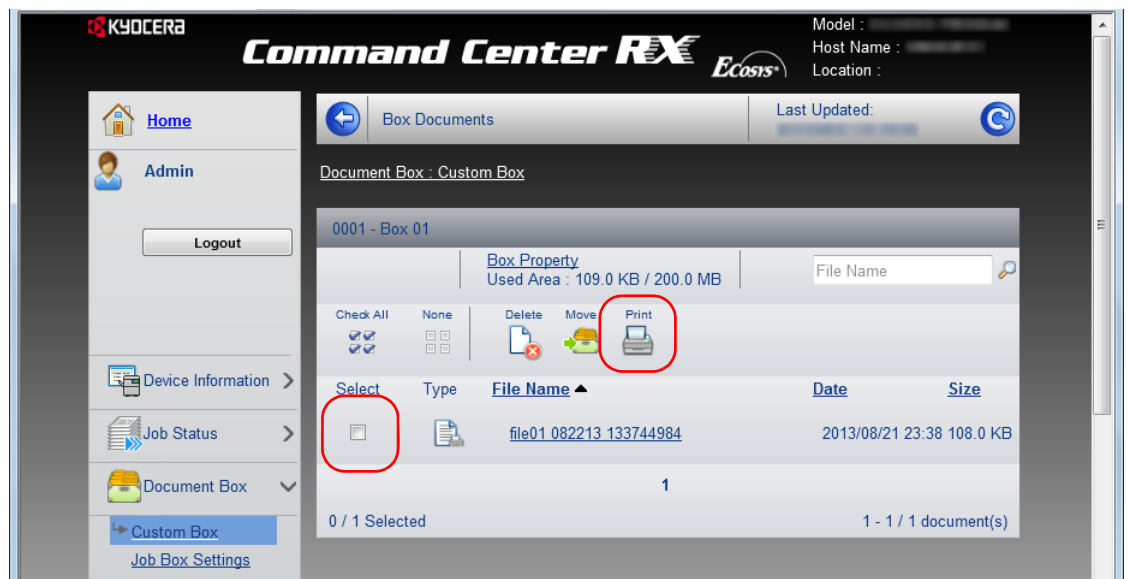 KYOCERA
Command Center RX
Ecosys
Model :
Host Name :
Location :
Home
Admin
Logout
Device Information
Job Status
Document Box
Custom Box
Job Box Settings
Box Documents
Last Updated:
Document Box : Custom Box
0001 - Box 01
Box Property
Used Area : 109.0 KB / 200.0 MB
File Name
Check All None Delete Move Print
Select Type File Name Date Size
file01 082213 133744984 2013/08/21 23:38 108.0 KB
1
0 / 1 Selected 1 - 1 / 1 document(s)